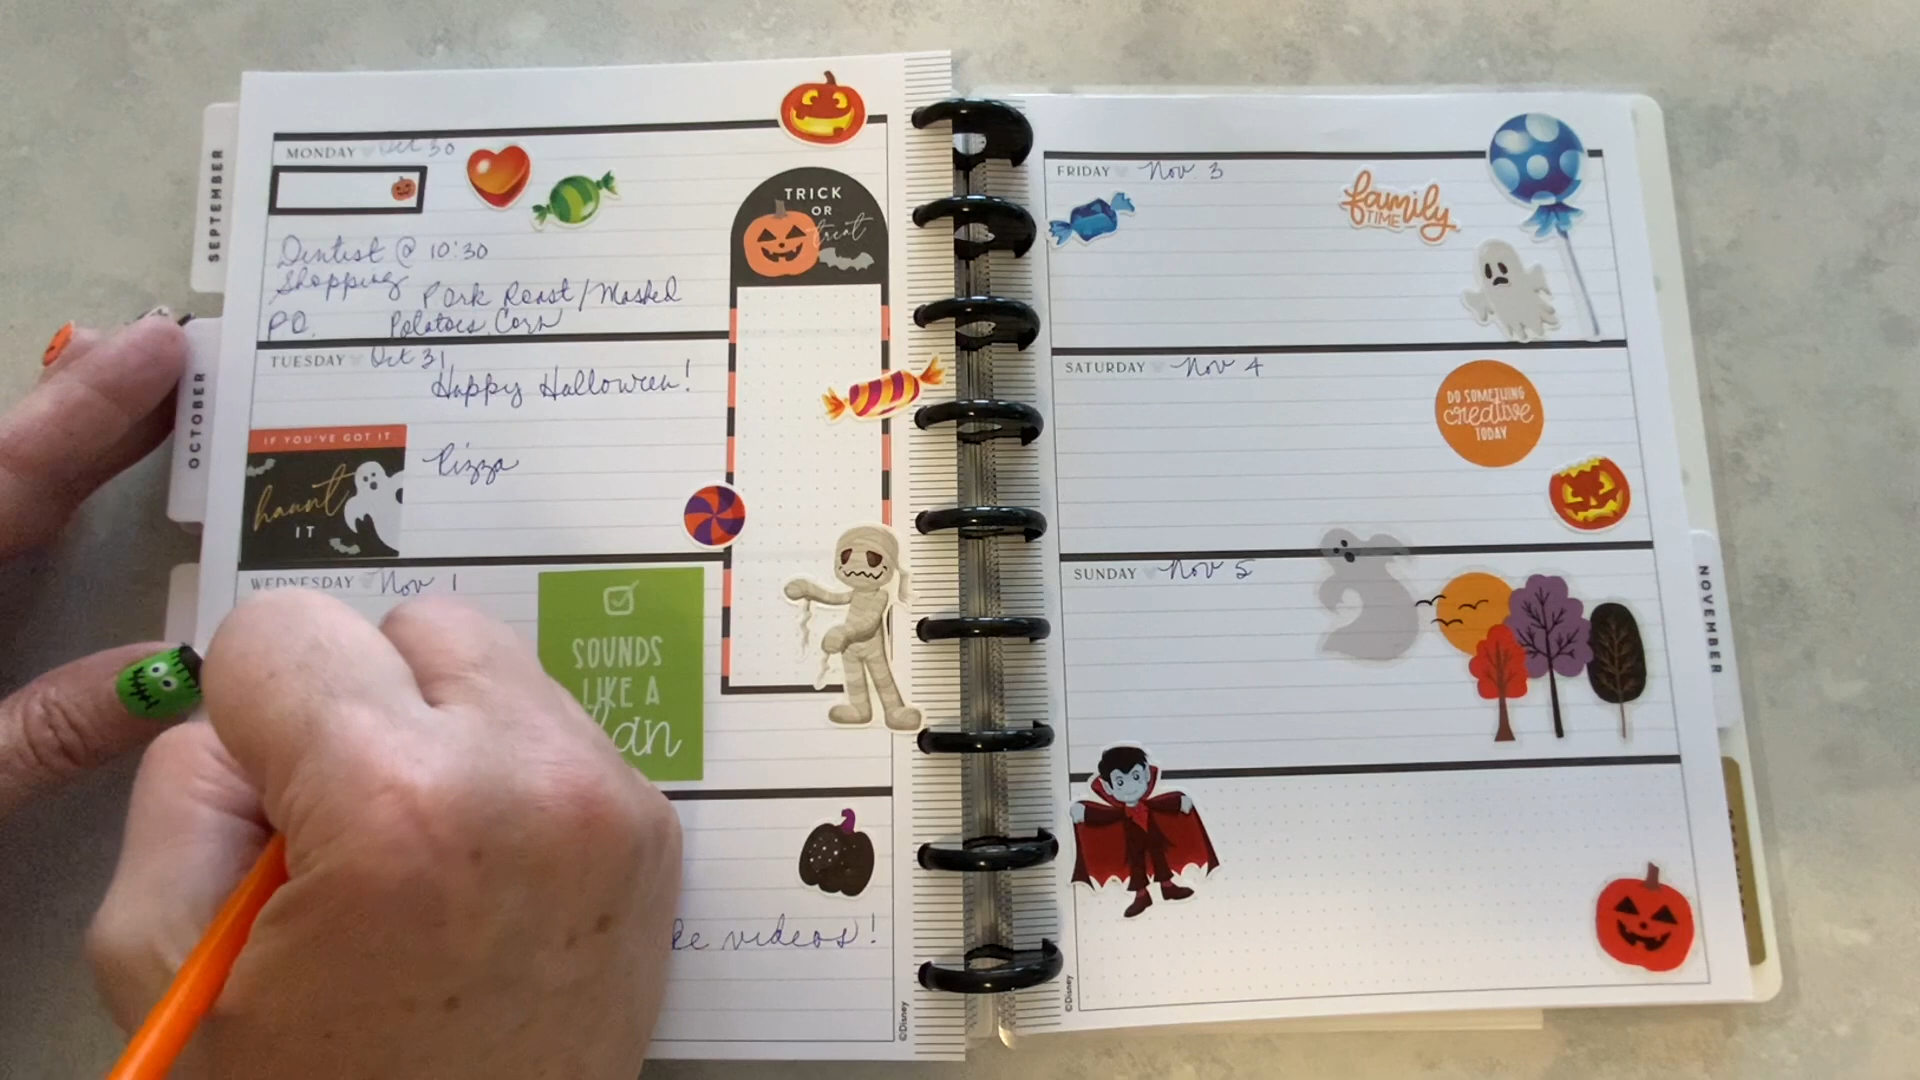 SEPTEMBER
OCTOBER
MONDAY Oct 30
Dentist @ 10:30
Shopping
Pork Roast/Mashed
P.O. Potatoes, Corn
TUESDAY Oct 31
Happy Halloween!
IF YOU'VE GOT IT
haunt
IT
Pizza
WEDNESDAY Nov 1
SOUNDS
LIKE A
videos!
TRICK
OR
treat
©Disney
FRIDAY Nov 3
family
TIME
SATURDAY Nov 4
DO SOMETHING
creative
TODAY
SUNDAY Nov 5
©Disney
NOVEMBER